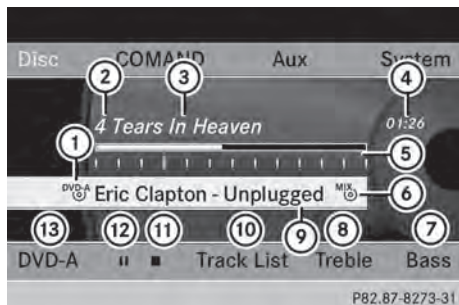 Disc COMAND Aux System
2 3 4
4 Tears In Heaven 01:26
1 5
DVD-A Eric Clapton - Unplugged MIX 6
13 12 11 10 9 8 7
DVD-A II ■ Track List Treble Bass
P82.87-8273-31